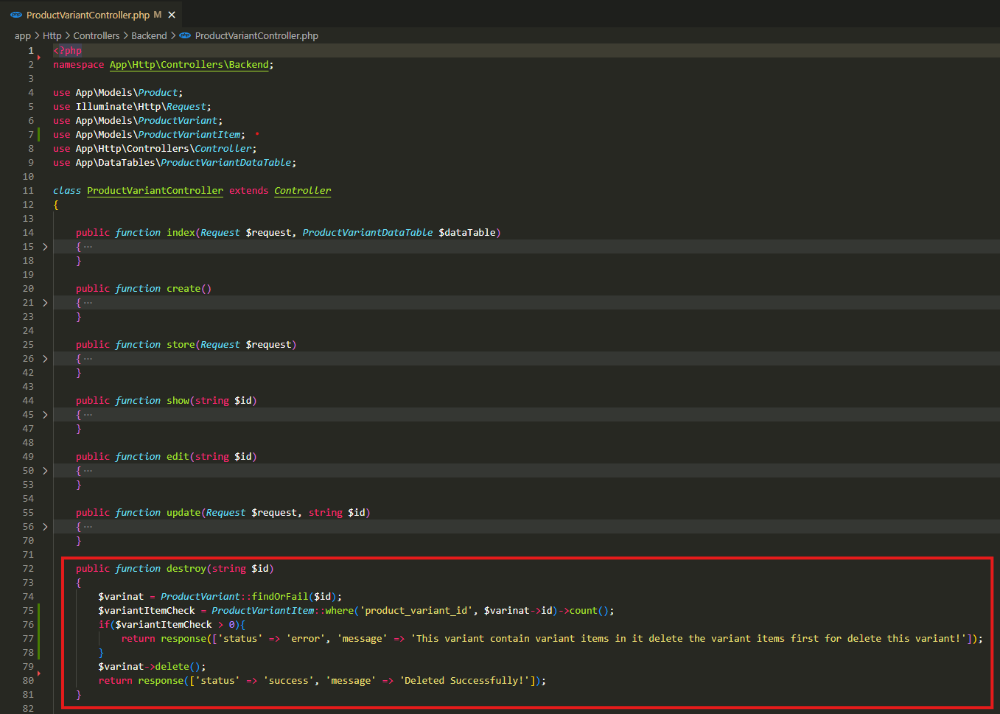 php ProductVariantController.php M ×
app > Http > Controllers > Backend > php ProductVariantController.php
1 <?php
2 namespace App\Http\Controllers\Backend;
3
4 use App\Models\Product;
5 use Illuminate\Http\Request;
6 use App\Models\ProductVariant;
7 use App\Models\ProductVariantItem;
8 use App\Http\Controllers\Controller;
9 use App\DataTables\ProductVariantDataTable;
10
11 class ProductVariantController extends Controller
12 {
13
14 public function index(Request $request, ProductVariantDataTable $dataTable)
15 > { ···
18 }
19
20 public function create()
21 > { ···
23 }
24
25 public function store(Request $request)
26 > { ···
42 }
43
44 public function show(string $id)
45 > { ···
47 }
48
49 public function edit(string $id)
50 > { ···
53 }
54
55 public function update(Request $request, string $id)
56 > { ···
70 }
71
72 public function destroy(string $id)
73 {
74 $varinat = ProductVariant::findOrFail($id);
75 $variantItemCheck = ProductVariantItem::where('product_variant_id', $varinat->id)->count();
76 if($variantItemCheck > 0){
77 return response(['status' => 'error', 'message' => 'This variant contain variant items in it delete the variant items first for delete this variant!']);
78 }
79 $varinat->delete();
80 return response(['status' => 'success', 'message' => 'Deleted Successfully!']);
81 }
82